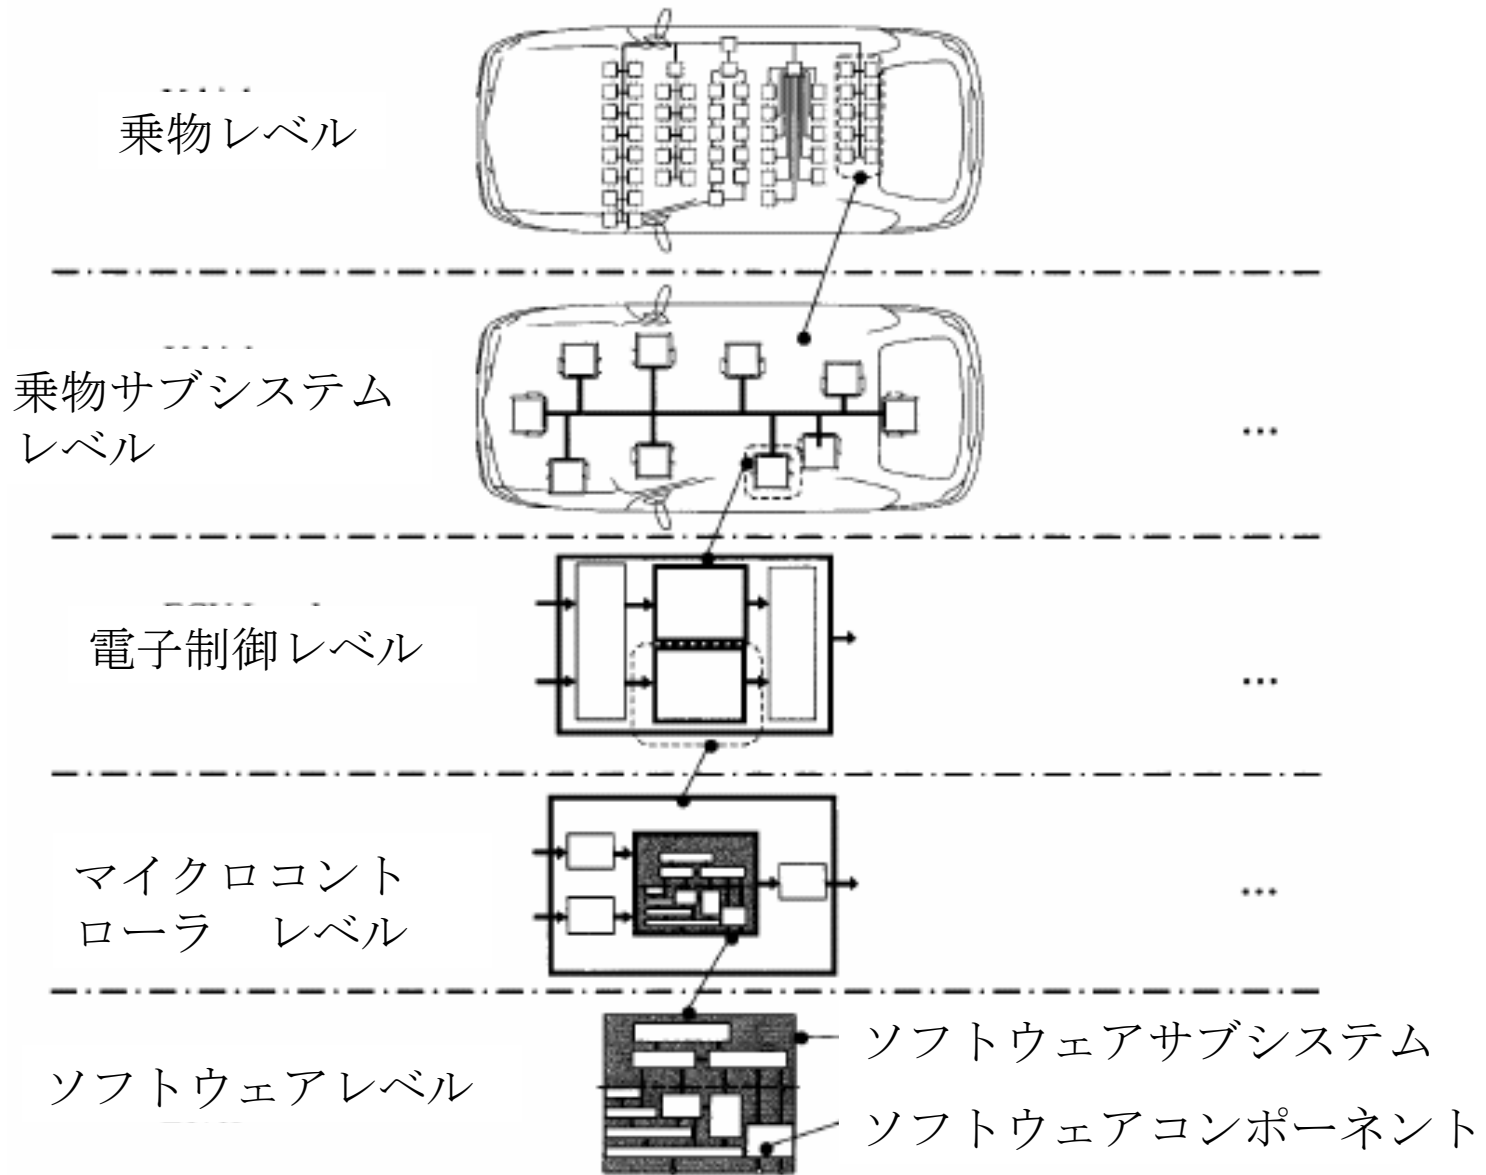 乗物レベル
乗物サブシステム
レベル
…
電子制御レベル
…
マイクロコント
ローラ　レベル
…
ソフトウェアレベル
ソフトウェアサブシステム
ソフトウェアコンポーネント